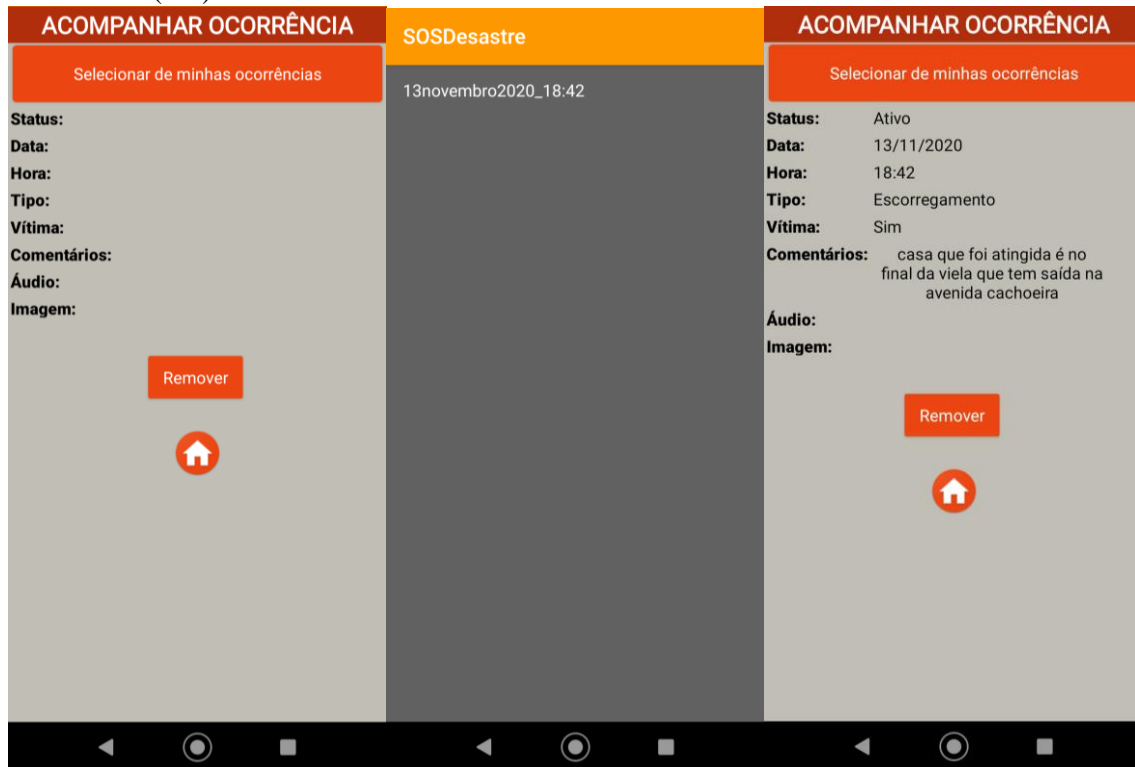 ACOMPANHAR OCORRÊNCIA
Selecionar de minhas ocorrências
Status:
Data:
Hora:
Tipo:
Vítima:
Comentários:
Áudio:
Imagem:
Remover
SOSDesastre
13novembro2020_18:42
ACOMPANHAR OCORRÊNCIA
Selecionar de minhas ocorrências
Status: Ativo
Data: 13/11/2020
Hora: 18:42
Tipo: Escorregamento
Vítima: Sim
Comentários: casa que foi atingida é no
final da viela que tem saída na
avenida cachoeira
Áudio:
Imagem:
Remover